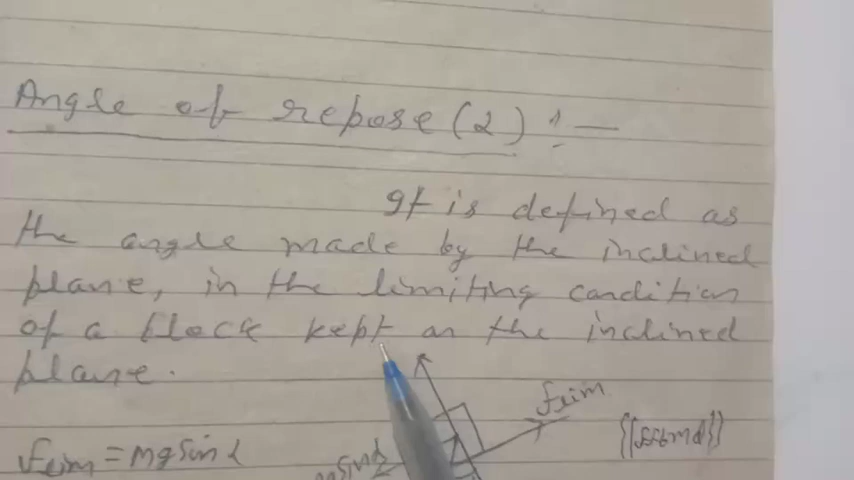 Angle of repose (α) :—
It is defined as
the angle made by the inclined
plane, in the limiting condition
of a block kept on the inclined
plane.
flim
flim = mg sin α